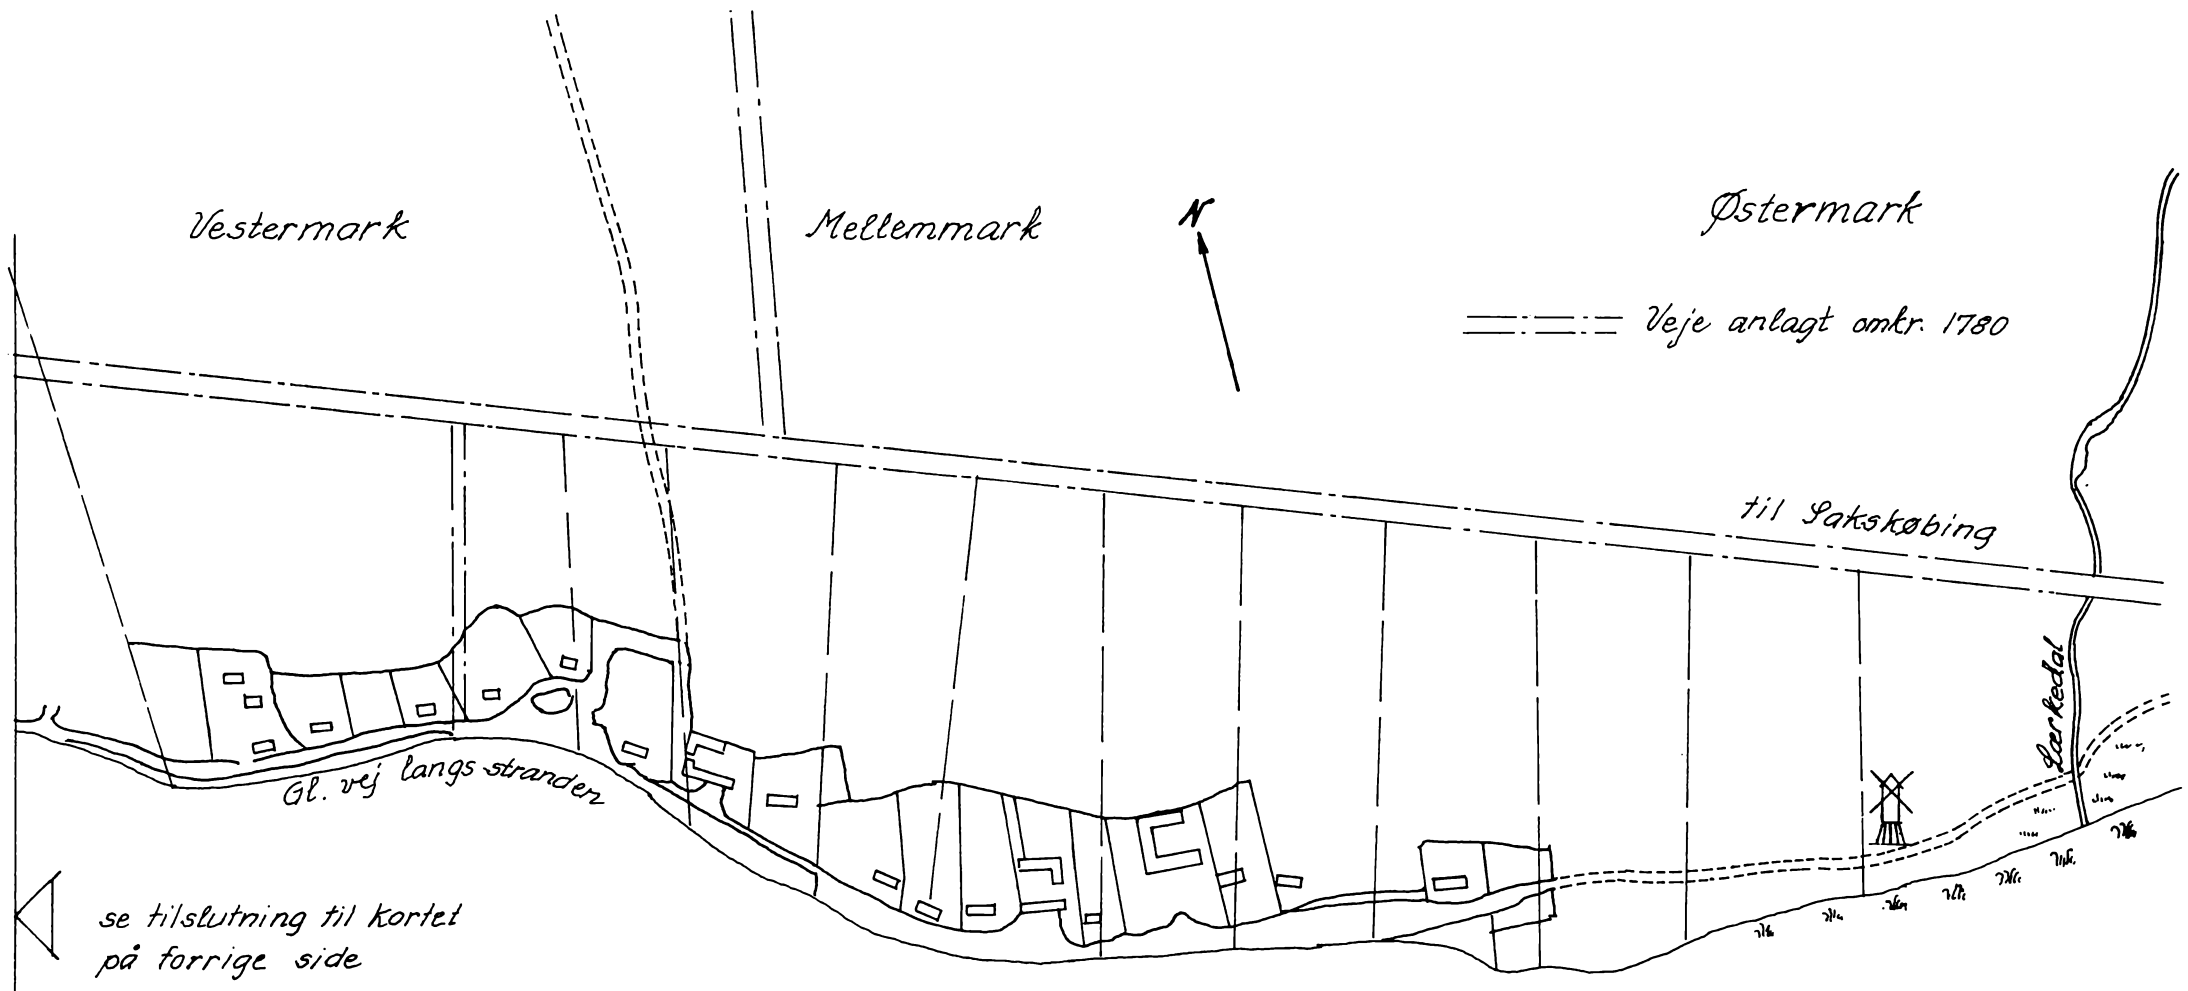 Vestermark
Mellemmark
N
Østermark
Veje anlagt omkr. 1780
til Sakskøbing
Lærkedal
Gl. vej langs stranden
se tilslutning til kortet
på forrige side